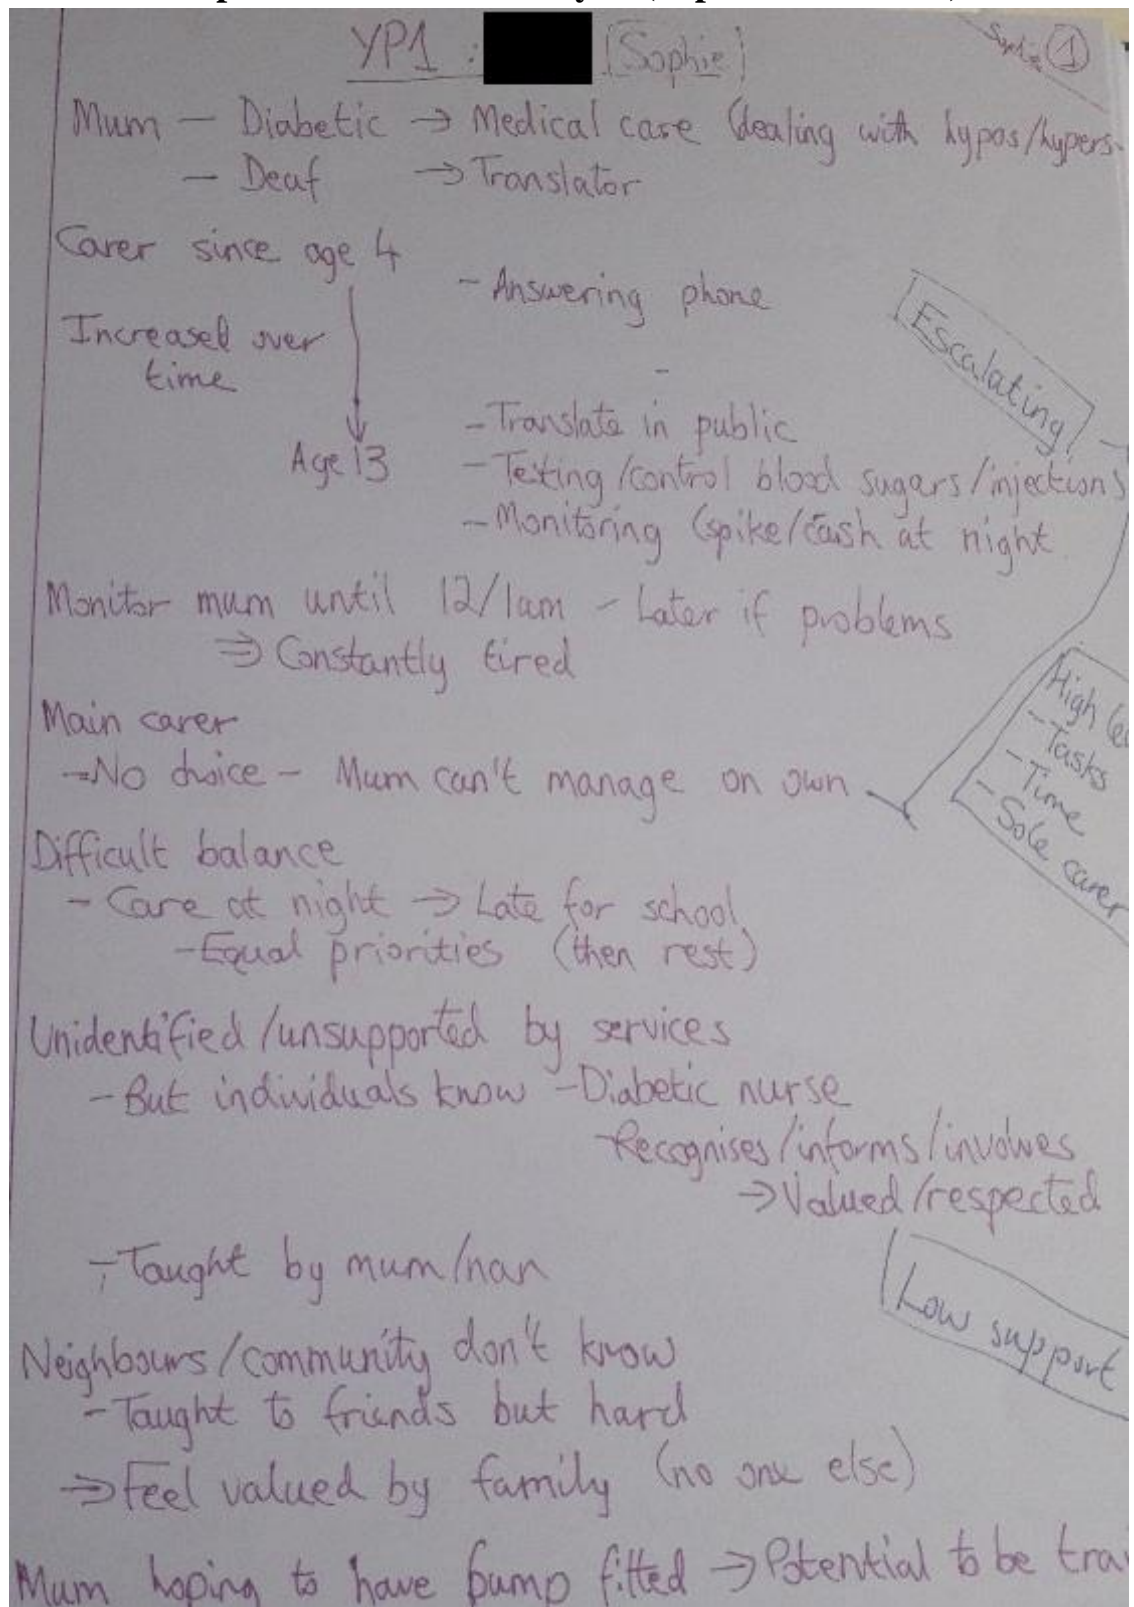 YP1 : (Sophie)
Sophie 1
Mum – Diabetic → Medical care (dealing with hypos/hypers.
– Deaf → Translator
Carer since age 4
- Answering phone
Increased over
time
Escalating
-
- Translate in public
Age 13
- Testing/control blood sugars/injections
- Monitoring (spike/crash at night
Monitor mum until 12/1am – Later if problems
⇒ Constantly tired
High
- Tasks
- Time
- Sole carer
Main carer
→ No choice – Mum can't manage on own
Difficult balance
- Care at night → Late for school
- Equal priorities (then rest)
Unidentified/unsupported by services
- But individuals know - Diabetic nurse
- Recognises/informs/involves
→ Valued/respected
- Taught by mum/nan
Low support
Neighbours/community don't know
- Taught to friends but hard
⇒ Feel valued by family (no one else)
Mum hoping to have pump fitted → Potential to be